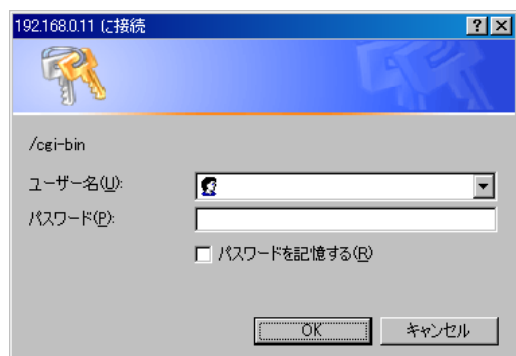 192.168.0.11 に接続
/cgi-bin
ユーザー名(U):
パスワード(P):
パスワードを記憶する(R)
OK
キャンセル